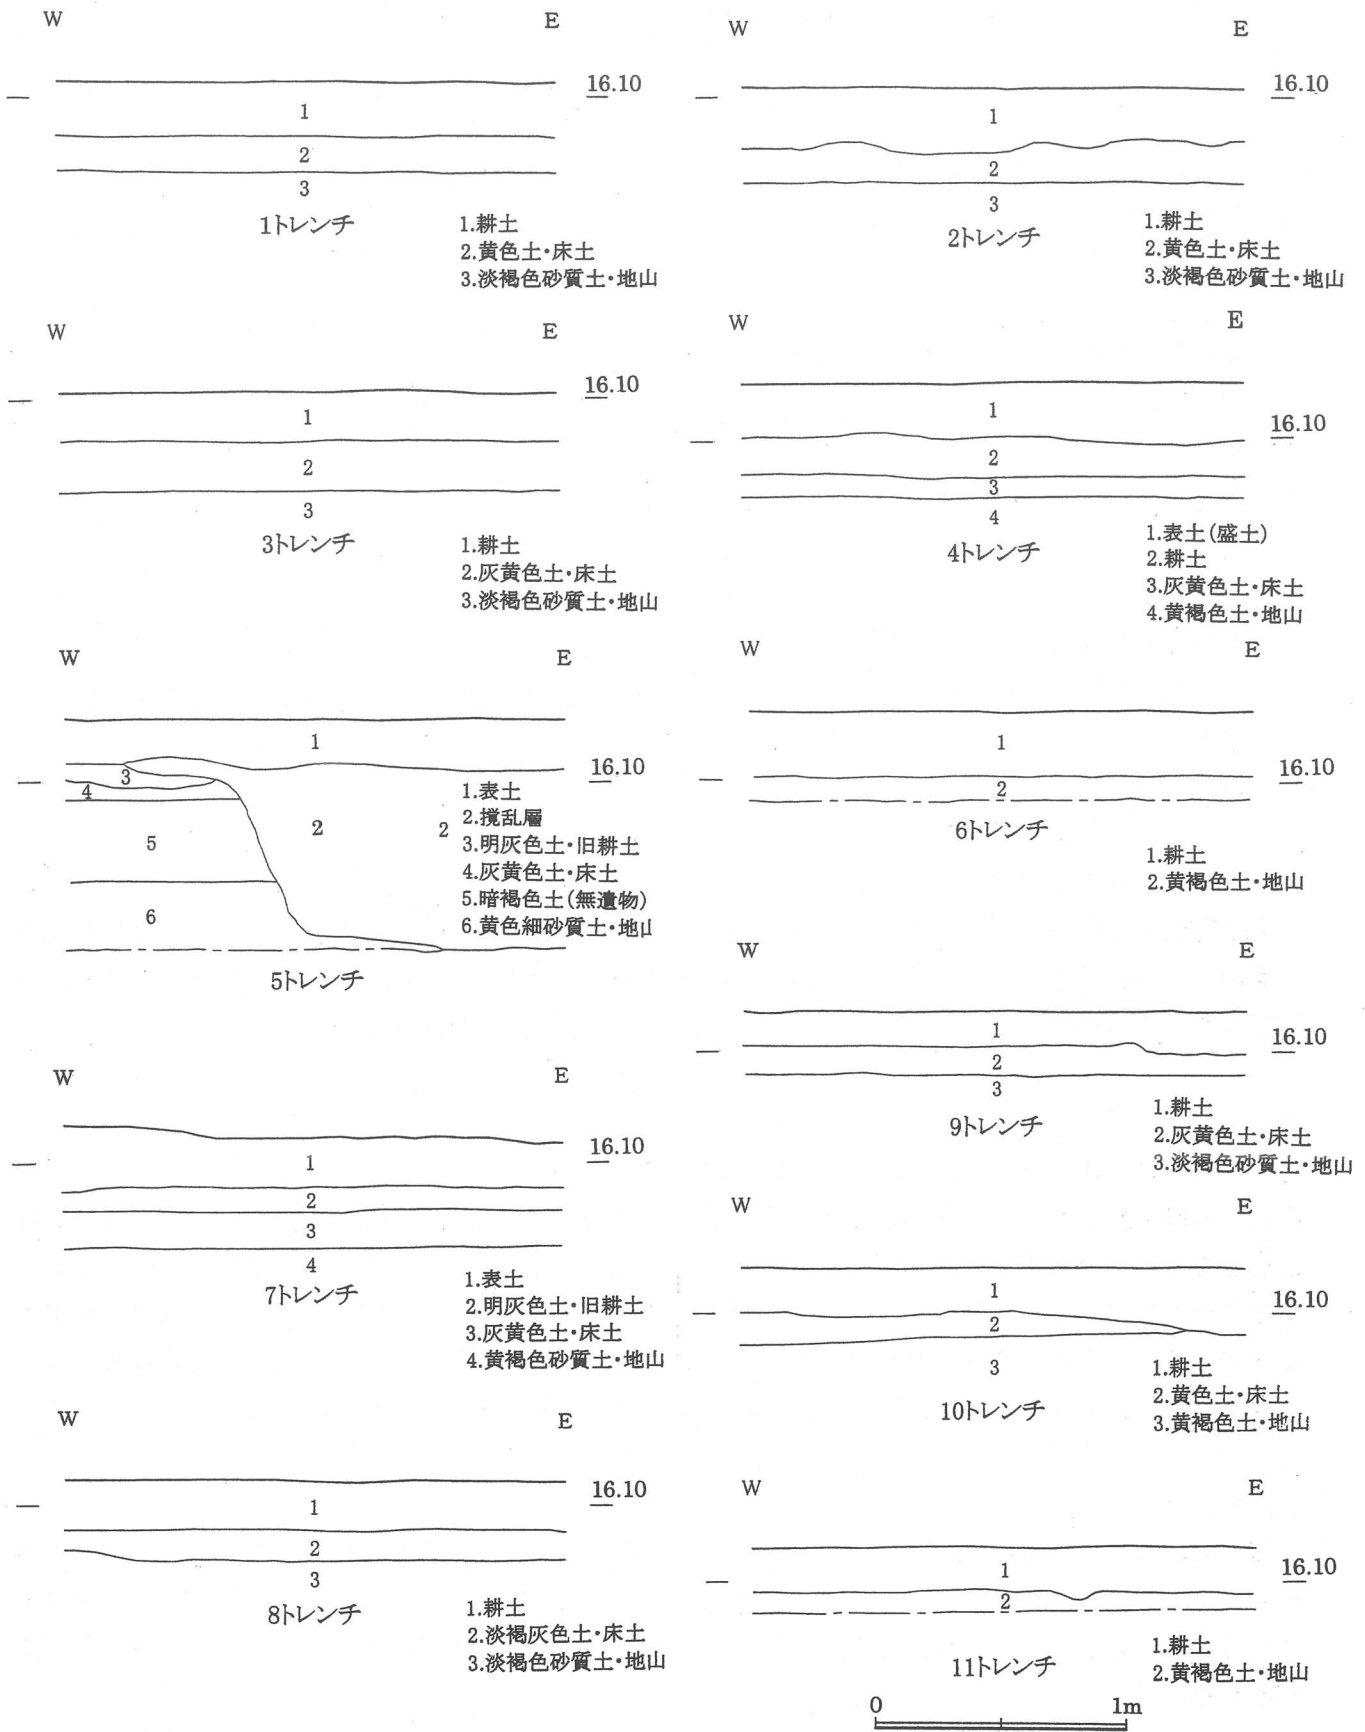 W E
16.10
1
2
3
1トレンチ
1.耕土
2.黄色土・床土
3.淡褐色砂質土・地山
W E
16.10
1
2
3
2トレンチ
1.耕土
2.黄色土・床土
3.淡褐色砂質土・地山
W E
16.10
1
2
3
3トレンチ
1.耕土
2.灰黄色土・床土
3.淡褐色砂質土・地山
W E
16.10
1
2
3
4
4トレンチ
1.表土(盛土)
2.耕土
3.灰黄色土・床土
4.黄褐色土・地山
W E
16.10
1
3
4
2 2
5
6
5トレンチ
1.表土
2.撹乱層
3.明灰色土・旧耕土
4.灰黄色土・床土
5.暗褐色土(無遺物)
6.黄色細砂質土・地山
W E
16.10
1
2
6トレンチ
1.耕土
2.黄褐色土・地山
W E
16.10
1
2
3
4
7トレンチ
1.表土
2.明灰色土・旧耕土
3.灰黄色土・床土
4.黄褐色砂質土・地山
W E
16.10
1
2
3
9トレンチ
1.耕土
2.灰黄色土・床土
3.淡褐色砂質土・地山
W E
16.10
1
2
3
10トレンチ
1.耕土
2.黄色土・床土
3.黄褐色土・地山
W E
16.10
1
2
3
8トレンチ
1.耕土
2.淡褐灰色土・床土
3.淡褐色砂質土・地山
W E
16.10
1
2
11トレンチ
1.耕土
2.黄褐色土・地山
0 1m